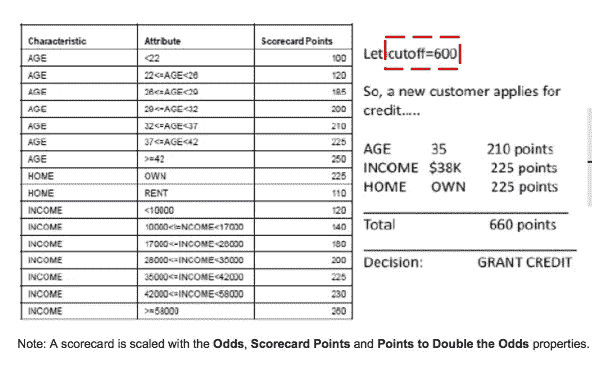 Characteristic Attribute Scorecard Points
AGE <22 100
AGE 22<=AGE<26 120
AGE 26<=AGE<29 185
AGE 29<=AGE<32 200
AGE 32<=AGE<37 210
AGE 37<=AGE<42 225
AGE >=42 250
HOME OWN 225
HOME RENT 110
INCOME <10000 120
INCOME 10000<=INCOME<17000 140
INCOME 17000<=INCOME<28000 180
INCOME 28000<=INCOME<35000 200
INCOME 35000<=INCOME<42000 225
INCOME 42000<=INCOME<58000 230
INCOME >=58000 260
Let cutoff=600
So, a new customer applies for
credit.....
AGE 35 210 points
INCOME $38K 225 points
HOME OWN 225 points
Total 660 points
Decision: GRANT CREDIT
Note: A scorecard is scaled with the Odds, Scorecard Points and Points to Double the Odds properties.